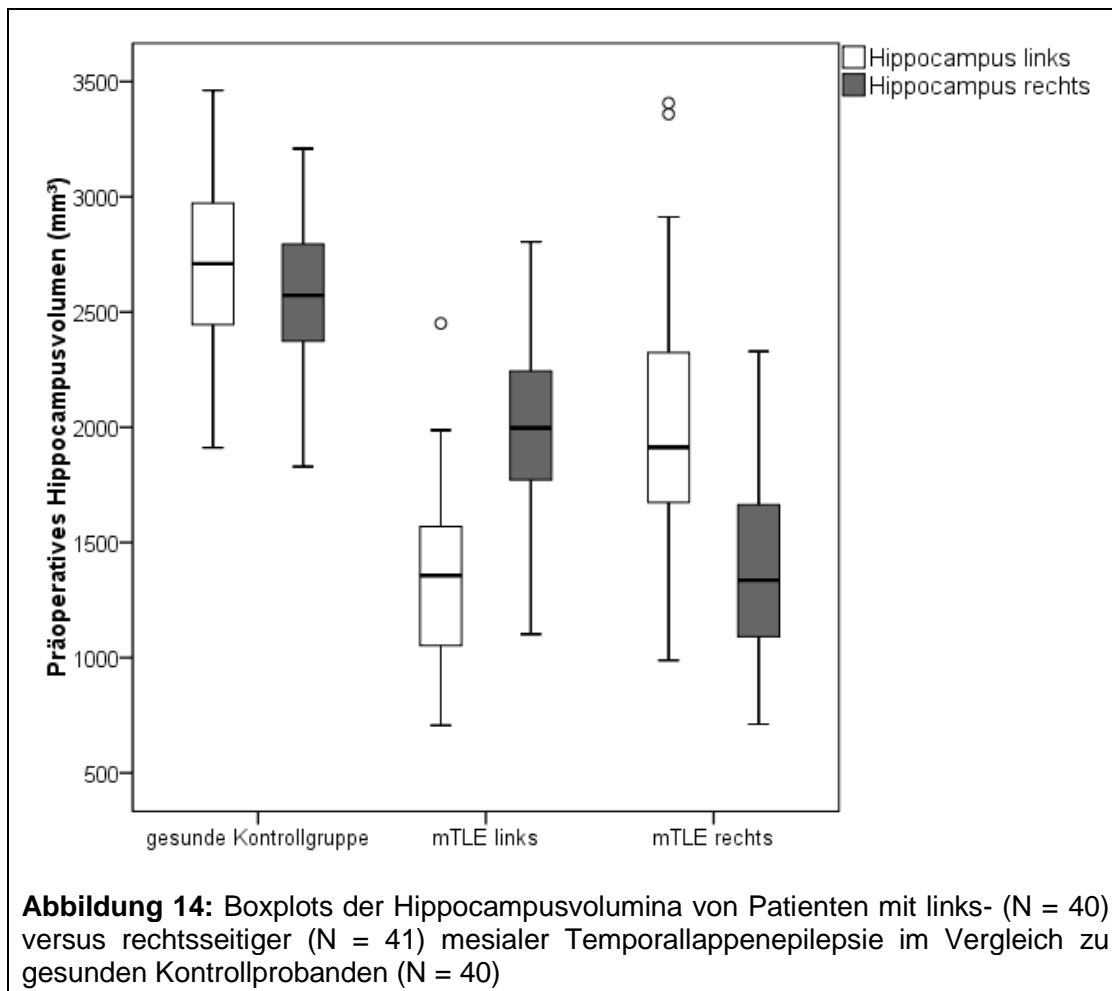 Hippocampus links
Hippocampus rechts
Präoperatives Hippocampusvolumen (mm³)
3500
3000
2500
2000
1500
1000
500
gesunde Kontrollgruppe
mTLE links
mTLE rechts
Abbildung 14: Boxplots der Hippocampusvolumina von Patienten mit links- (N = 40)
versus rechtsseitiger (N = 41) mesialer Temporallappenepilepsie im Vergleich zu
gesunden Kontrollprobanden (N = 40)